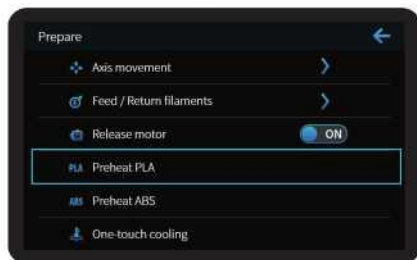 Prepare
Axis movement
Feed / Return filaments
Release motor ON
PLA Preheat PLA
ABS Preheat ABS
One-touch cooling